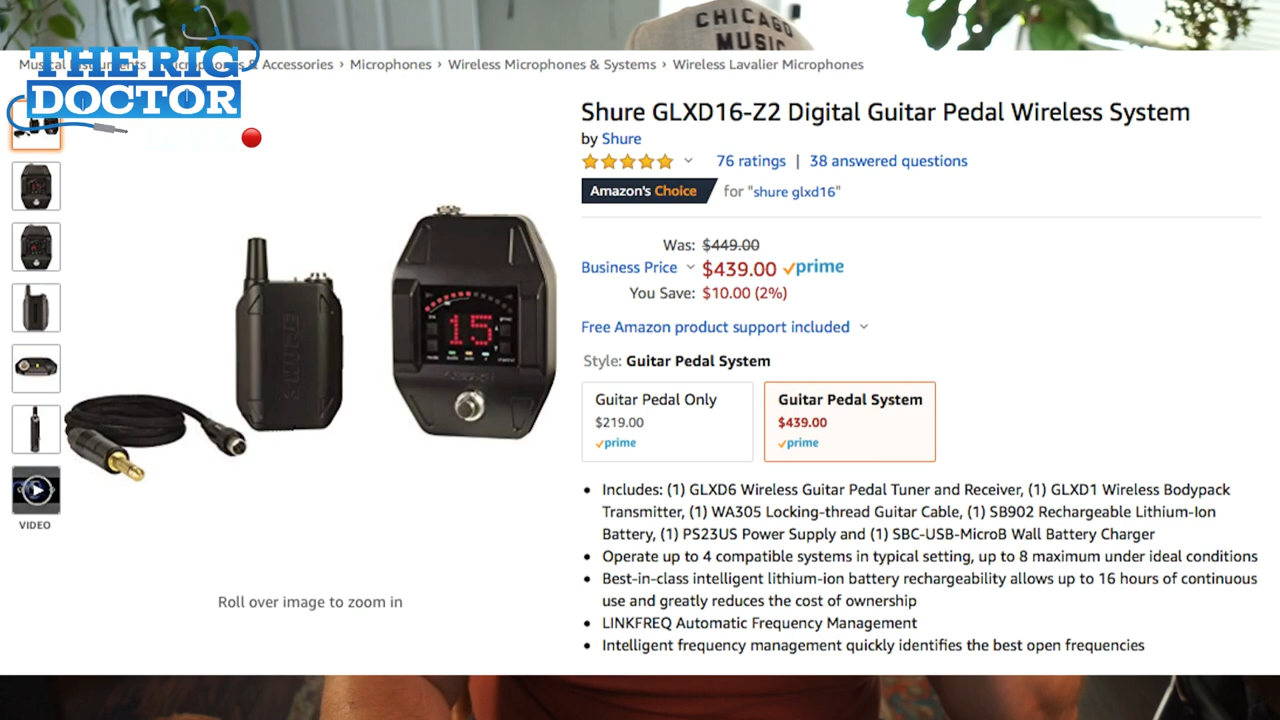 CHICAGO
MUSIC
THE RIG
DOCTOR
Musical Instruments & Accessories › Microphones › Wireless Microphones & Systems › Wireless Lavalier Microphones
Shure GLXD16-Z2 Digital Guitar Pedal Wireless System
by Shure
76 ratings | 38 answered questions
Amazon's Choice for "shure glxd16"
Was: $449.00
Business Price $439.00 prime
You Save: $10.00 (2%)
Free Amazon product support included
Style: Guitar Pedal System
Guitar Pedal Only
$219.00
prime
Guitar Pedal System
$439.00
prime
• Includes: (1) GLXD6 Wireless Guitar Pedal Tuner and Receiver, (1) GLXD1 Wireless Bodypack
Transmitter, (1) WA305 Locking-thread Guitar Cable, (1) SB902 Rechargeable Lithium-Ion
Battery, (1) PS23US Power Supply and (1) SBC-USB-MicroB Wall Battery Charger
• Operate up to 4 compatible systems in typical setting, up to 8 maximum under ideal conditions
• Best-in-class intelligent lithium-ion battery rechargeability allows up to 16 hours of continuous
use and greatly reduces the cost of ownership
• LINKFREQ Automatic Frequency Management
• Intelligent frequency management quickly identifies the best open frequencies
SHURE
15
VIDEO
Roll over image to zoom in